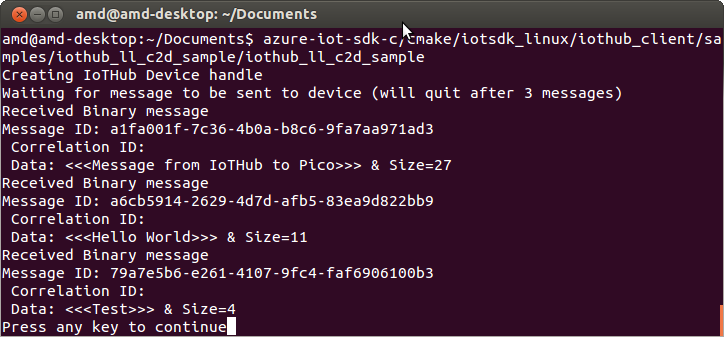 amd@amd-desktop: ~/Documents
amd@amd-desktop:~/Documents$ azure-iot-sdk-c/cmake/iotsdk_linux/iothub_client/sa
mples/iothub_ll_c2d_sample/iothub_ll_c2d_sample
Creating IoTHub Device handle
Waiting for message to be sent to device (will quit after 3 messages)
Received Binary message
Message ID: a1fa001f-7c36-4b0a-b8c6-9fa7aa971ad3
 Correlation ID:
 Data: <<<Message from IoTHub to Pico>>> & Size=27
Received Binary message
Message ID: a6cb5914-2629-4d7d-afb5-83ea9d822bb9
 Correlation ID:
 Data: <<<Hello World>>> & Size=11
Received Binary message
Message ID: 79a7e5b6-e261-4107-9fc4-faf6906100b3
 Correlation ID:
 Data: <<<Test>>> & Size=4
Press any key to continue